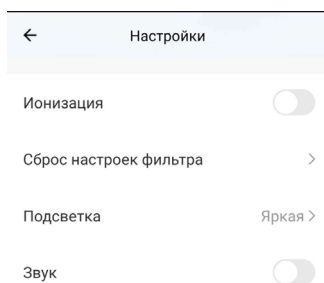 Настройки
Ионизация
Сброс настроек фильтра
Подсветка Яркая
Звук